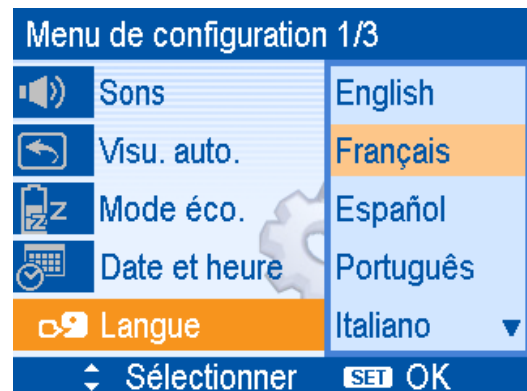 Menu de configuration 1/3
Sons
Visu. auto.
Mode éco.
Date et heure
Langue
English
Français
Español
Português
Italiano
Sélectionner SET OK